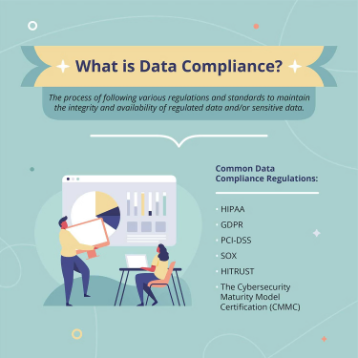 What is Data Compliance?
The process of following various regulations and standards to maintain
the integrity and availability of regulated data and/or sensitive data.
Common Data
Compliance Regulations:
HIPAA
GDPR
PCI-DSS
SOX
HITRUST
The Cybersecurity
Maturity Model
Certification (CMMC)